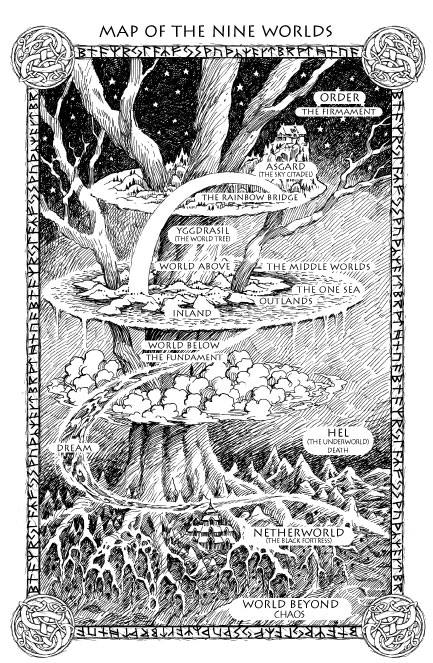 MAP OF THE NINE WORLDS
ORDER
THE FIRMAMENT
ASGARD
(THE SKY CITADEL)
THE RAINBOW BRIDGE
YGGDRASIL
(THE WORLD TREE)
WORLD ABOVE
THE MIDDLE WORLDS
THE ONE SEA
OUTLANDS
INLAND
WORLD BELOW
THE FUNDAMENT
HEL
(THE UNDERWORLD)
DEATH
DREAM
NETHERWORLD
(THE BLACK FORTRESS)
WORLD BEYOND
CHAOS